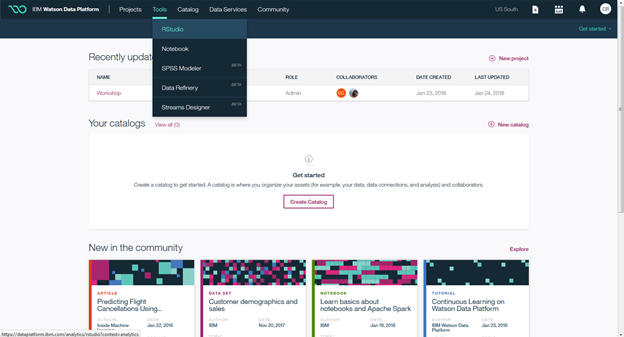 IBM Watson Data Platform Projects Tools Catalog Data Services Community US South CR
Get started
RStudio
Notebook
SPSS Modeler BETA
Data Refinery BETA
Streams Designer BETA
Recently updat
New project
NAME ROLE COLLABORATORS DATE CREATED LAST UPDATED
Workshop Admin Jan 23, 2018 Jan 24, 2018
Your catalogs View all (0) New catalog
Get started
Create a catalog to get started. A catalog is where you organize your assets (for example, your data, data connections, and analysis) and collaborators.
Create Catalog
New in the community Explore
ARTICLE
Predicting Flight
Cancellations Using...
AUTHOR DATE
Inside Machine Jan 22, 2018
DATA SET
Customer demographics and
sales
AUTHOR DATE
IBM Nov 20, 2017
NOTEBOOK
Learn basics about
notebooks and Apache Spark
AUTHOR DATE
IBM Jan 19, 2018
TUTORIAL
Continuous Learning on
Watson Data Platform
AUTHOR DATE
IBM Watson Data Jan 23, 2018
Platform
https://dataplatform.ibm.com/analytics/rstudio?context=analytics